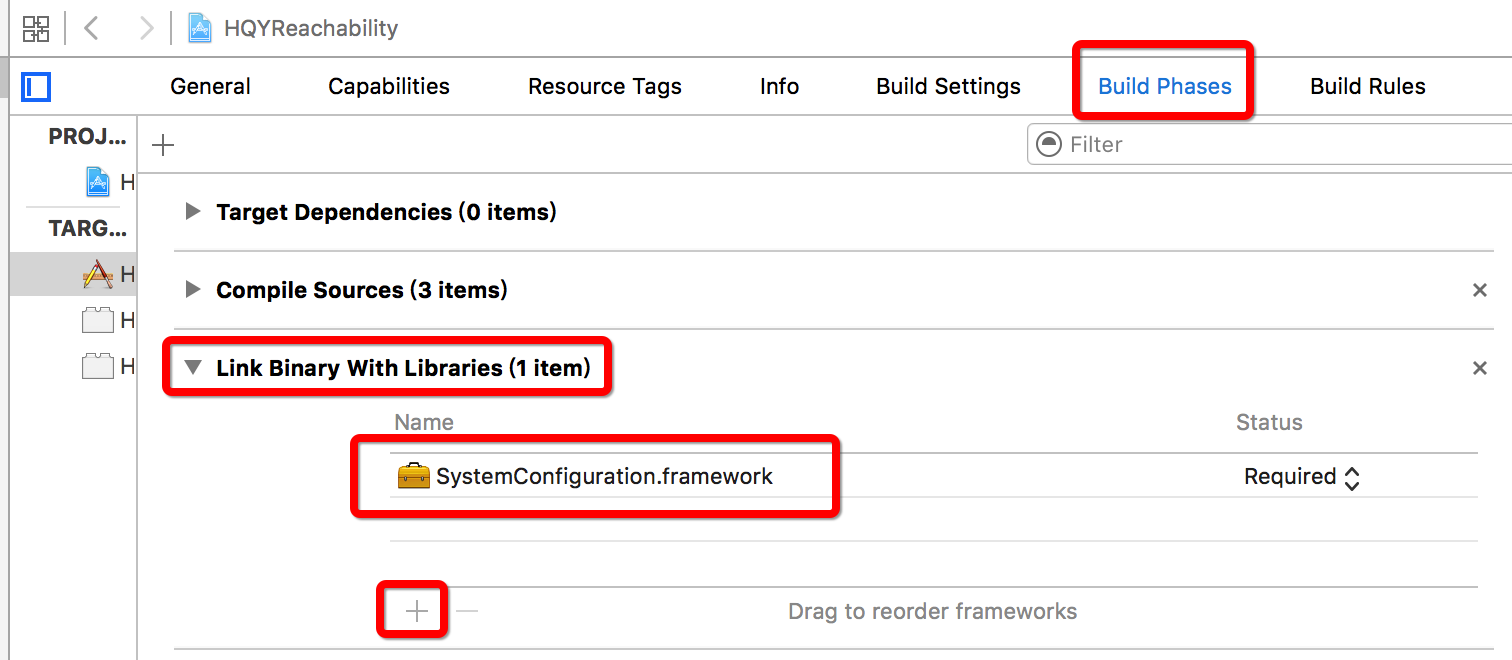 HQYReachability
General Capabilities Resource Tags Info Build Settings Build Phases Build Rules
PROJ...
Filter
H
Target Dependencies (0 items)
TARG...
H
Compile Sources (3 items)
H
Link Binary With Libraries (1 item)
H
Name Status
SystemConfiguration.framework Required
Drag to reorder frameworks